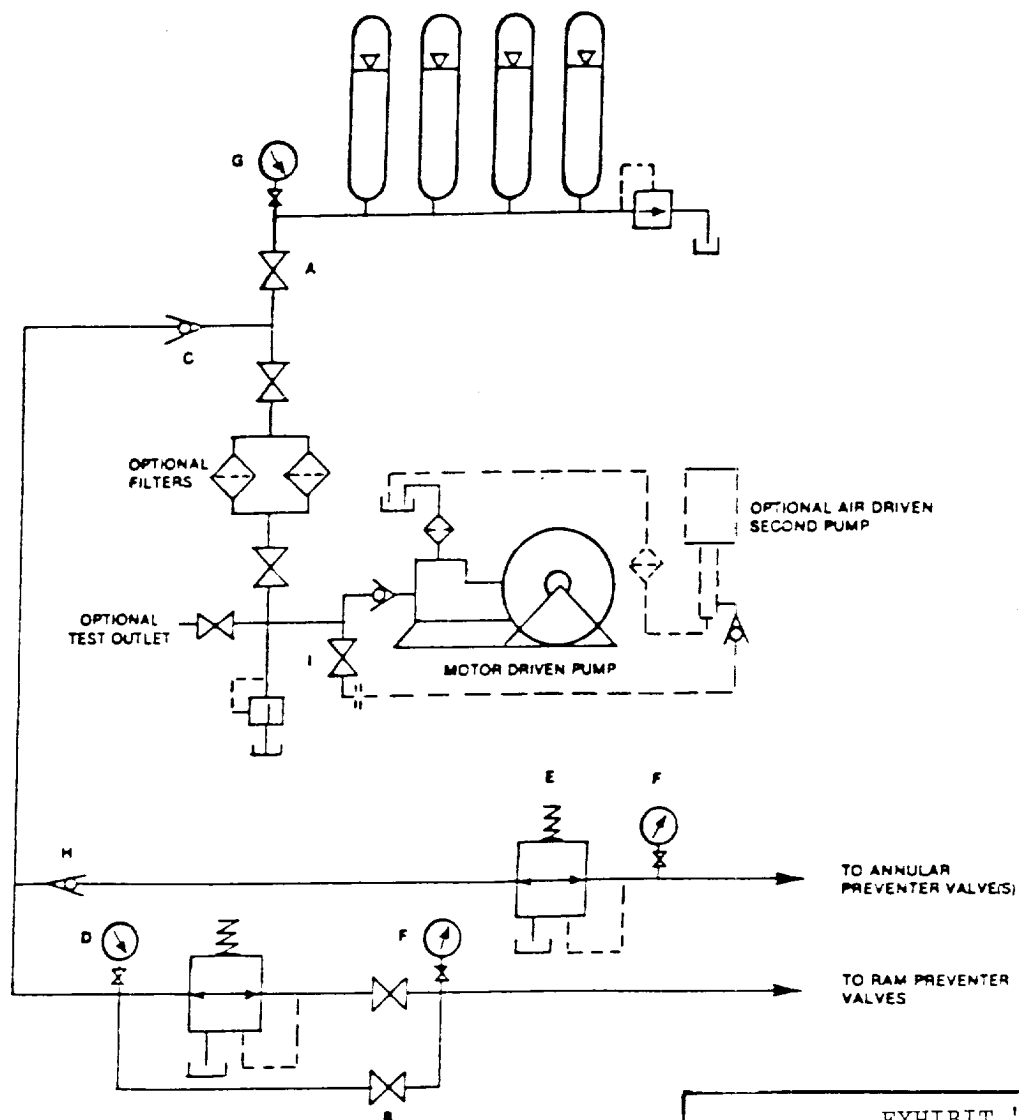 G
A
C
OPTIONAL
FILTERS
OPTIONAL AIR DRIVEN
SECOND PUMP
OPTIONAL
TEST OUTLET
I
MOTOR DRIVEN PUMP
E
F
H
TO ANNULAR
PREVENTER VALVE(S)
D
F
TO RAM PREVENTER
VALVES
B
EXHIBIT